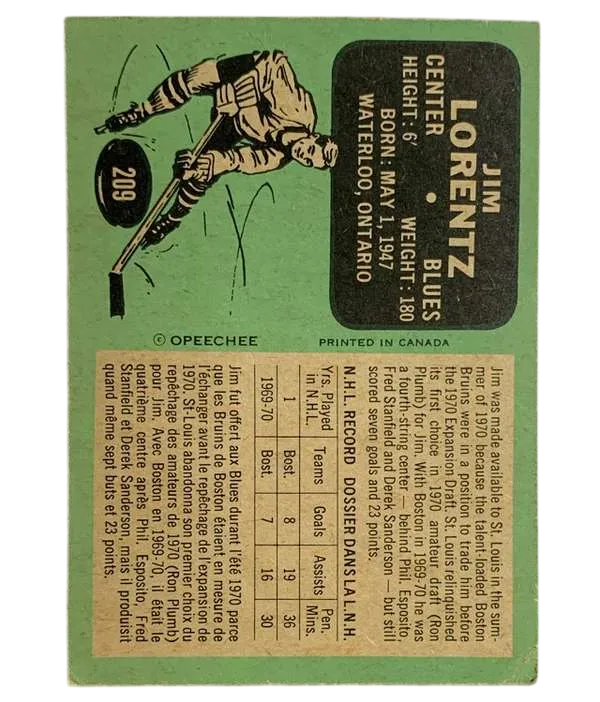 JIM
LORENTZ
CENTER • BLUES
HEIGHT: 6' WEIGHT: 180
BORN: MAY 1, 1947
WATERLOO, ONTARIO
209
© OPEECHEE PRINTED IN CANADA
Jim was made available to St. Louis in the sum-
mer of 1970 because the talent-loaded Boston
Bruins were in a position to trade him before
the 1970 Expansion Draft. St. Louis relinquished
its first choice in 1970 amateur draft (Ron
Plumb) for Jim. With Boston in 1969-70 he was
a fourth-string center — behind Phil. Esposito,
Fred Stanfield and Derek Sanderson — but still
scored seven goals and 23 points.
N.H.L. RECORD DOSSIER DANS LA L.N.H.
Yrs. Played in N.H.L. Teams Goals Assists Pen. Mins.
1 Bost. 8 19 36
1969-70 Bost. 7 16 30
Jim fut offert aux Blues durant l'été 1970 parce
que les Bruins de Boston étaient en mesure de
l'échanger avant le repêchage de l'expansion de
1970. St-Louis abandonna son premier choix du
repêchage des amateurs de 1970 (Ron Plumb)
pour Jim. Avec Boston en 1969-70, il était le
quatrième centre après Phil. Esposito, Fred
Stanfield et Derek Sanderson, mais il produisit
quand même sept buts et 23 points.